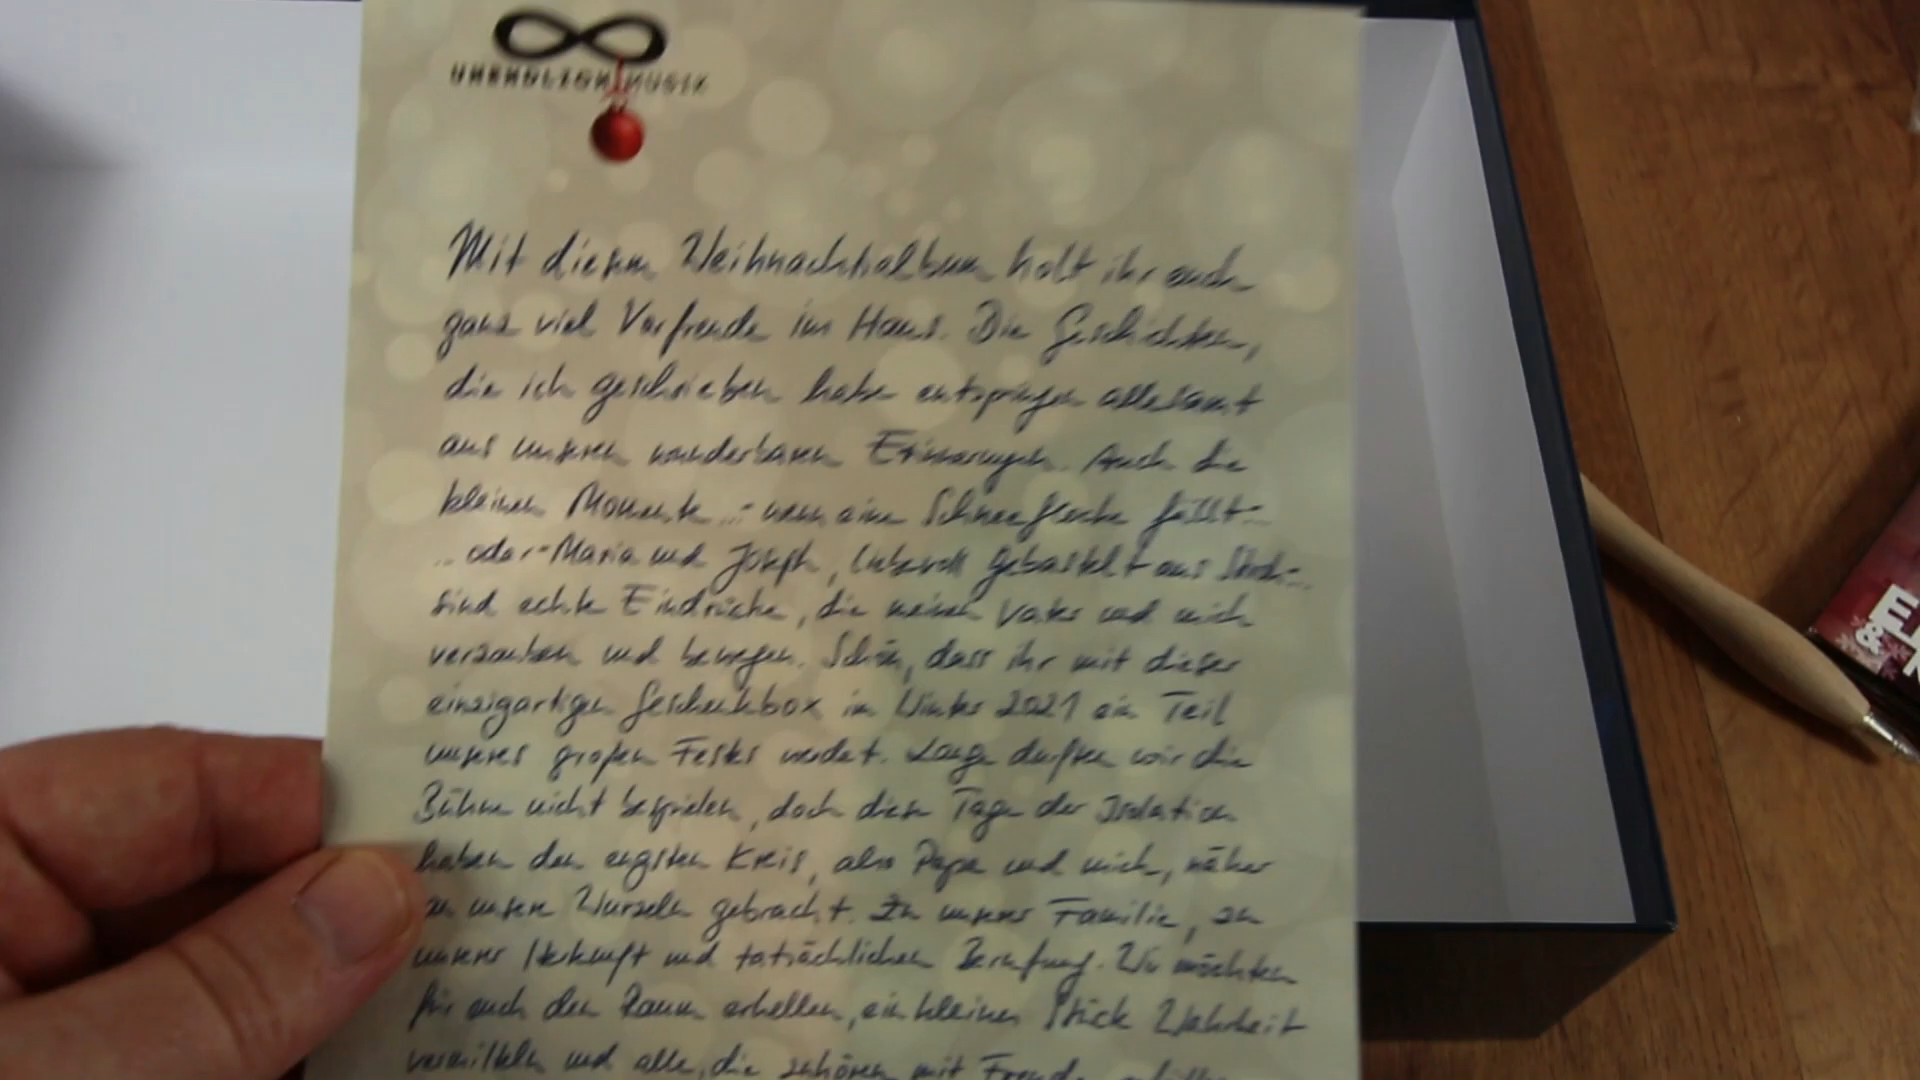 UNENDLICH MUSIK
Mit diesem Weihnachtsalbum holt ihr euch
ganz viel Vorfreude ins Haus. Die Geschichten,
die ich geschrieben habe entspringen allesamt
aus unseren wunderbaren Erinnerungen. Auch die
kleinen Momente ..."wenn eine Schneeflocke fällt"
... oder "Maria und Joseph, liebevoll gebastelt aus Stroh"...
sind echte Eindrücke, die meinen Vater und mich
verzaubern und bewegen. Schön, dass ihr mit dieser
einzigartigen Geschenkbox im Winter 2021 ein Teil
unseres großen Festes werdet. Lange durften wir die
Bühne nicht bespielen, doch diese Tage der Isolation
haben den engsten Kreis, also Papa und mich, näher
zu unseren Wurzeln gebracht. Zu unserer Familie, zu
unserer Herkunft und tatsächlichen Berufung. Wir möchten
für euch den Raum erhellen, ein kleines Stück Wahrheit
vermitteln und alle, die zuhören mit Freude